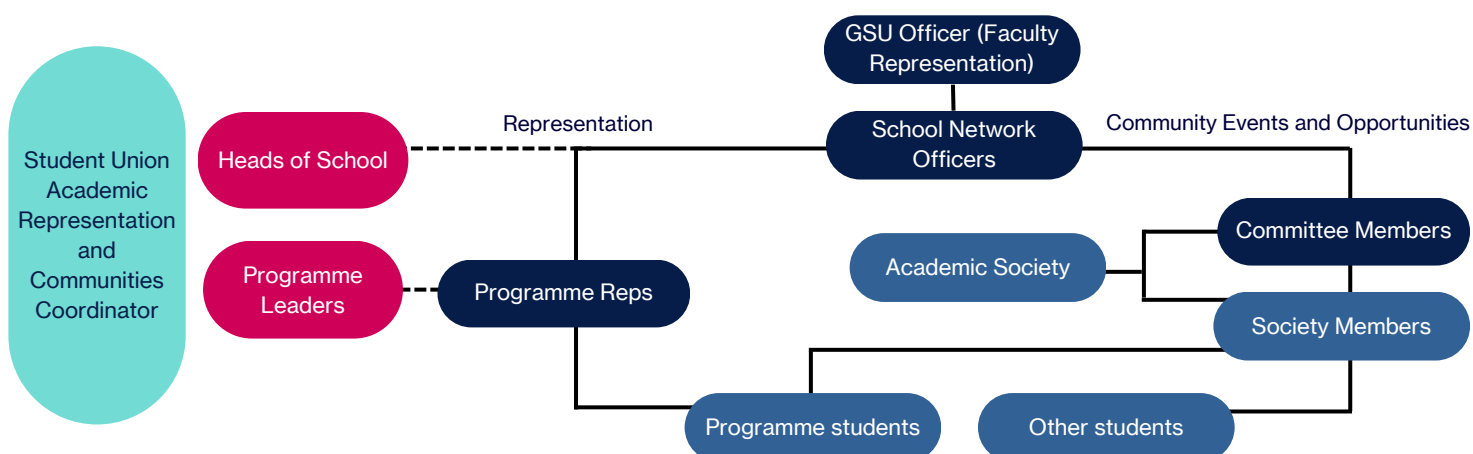 GSU Officer (Faculty
Representation)
Representation
School Network
Officers
Community Events and Opportunities
Student Union
Academic
Representation
and
Communities
Coordinator
Heads of School
Committee Members
Academic Society
Programme
Leaders
Programme Reps
Society Members
Programme students
Other students